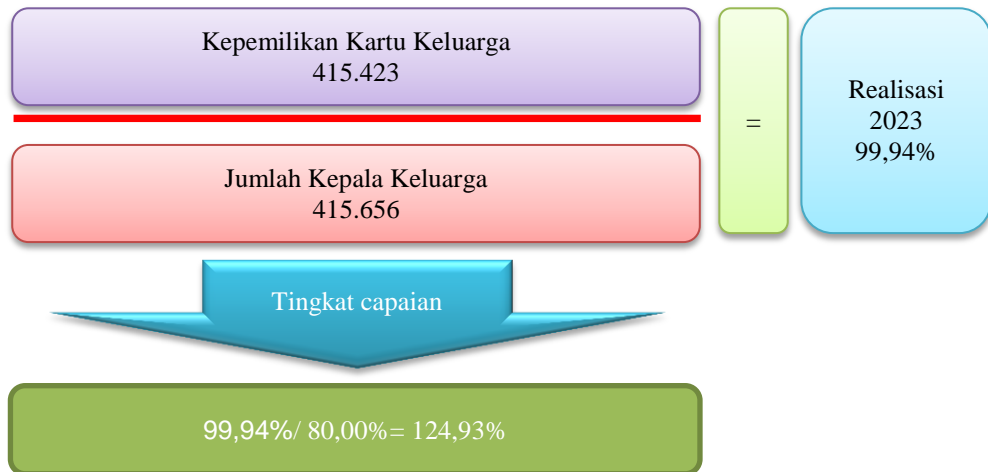 Kepemilikan Kartu Keluarga
415.423
=
Realisasi
2023
99,94%
Jumlah Kepala Keluarga
415.656
Tingkat capaian
99,94%/ 80,00%= 124,93%